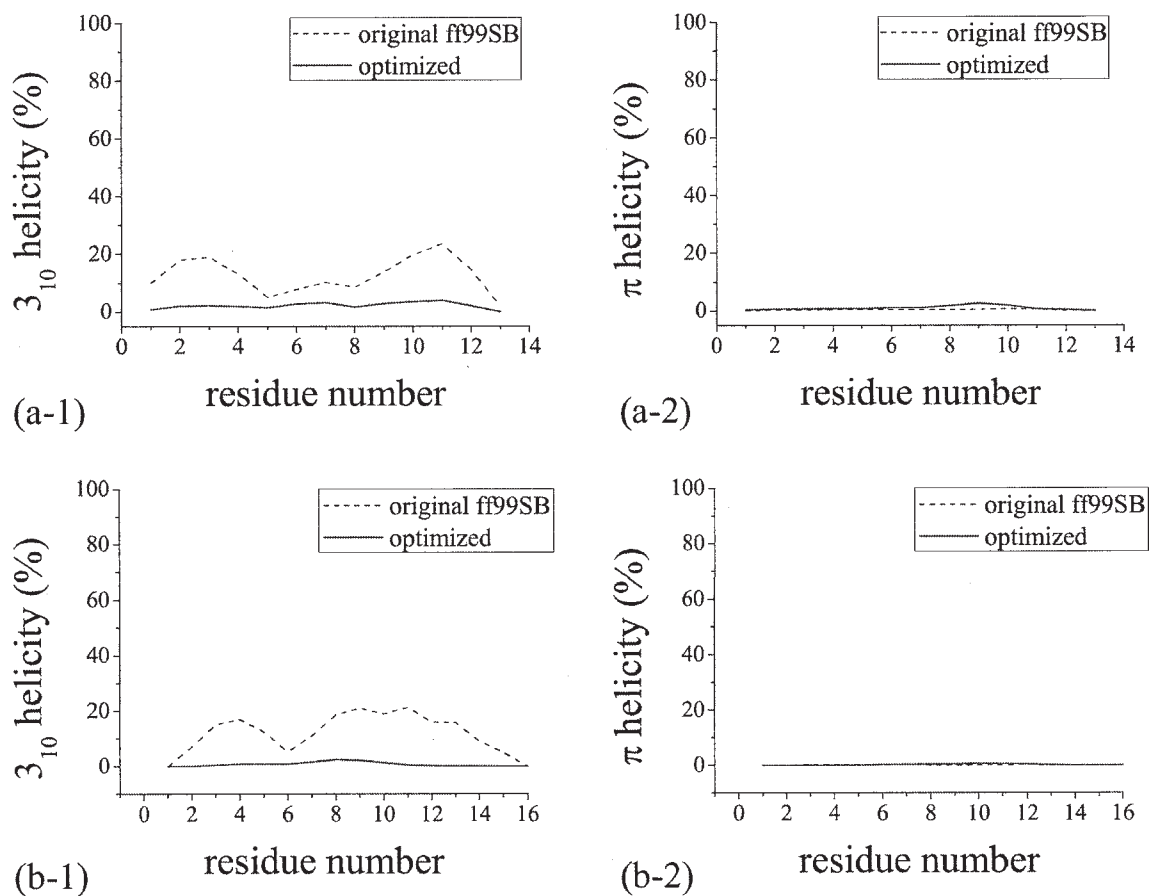 100
80
60
40
20
0
3₁₀ helicity (%)
original ff99SB
optimized
0 2 4 6 8 10 12 14
residue number
(a-1)
100
80
60
40
20
0
π helicity (%)
original ff99SB
optimized
0 2 4 6 8 10 12 14
residue number
(a-2)
100
80
60
40
20
0
3₁₀ helicity (%)
original ff99SB
optimized
0 2 4 6 8 10 12 14 16
residue number
(b-1)
100
80
60
40
20
0
π helicity (%)
original ff99SB
optimized
0 2 4 6 8 10 12 14 16
residue number
(b-2)